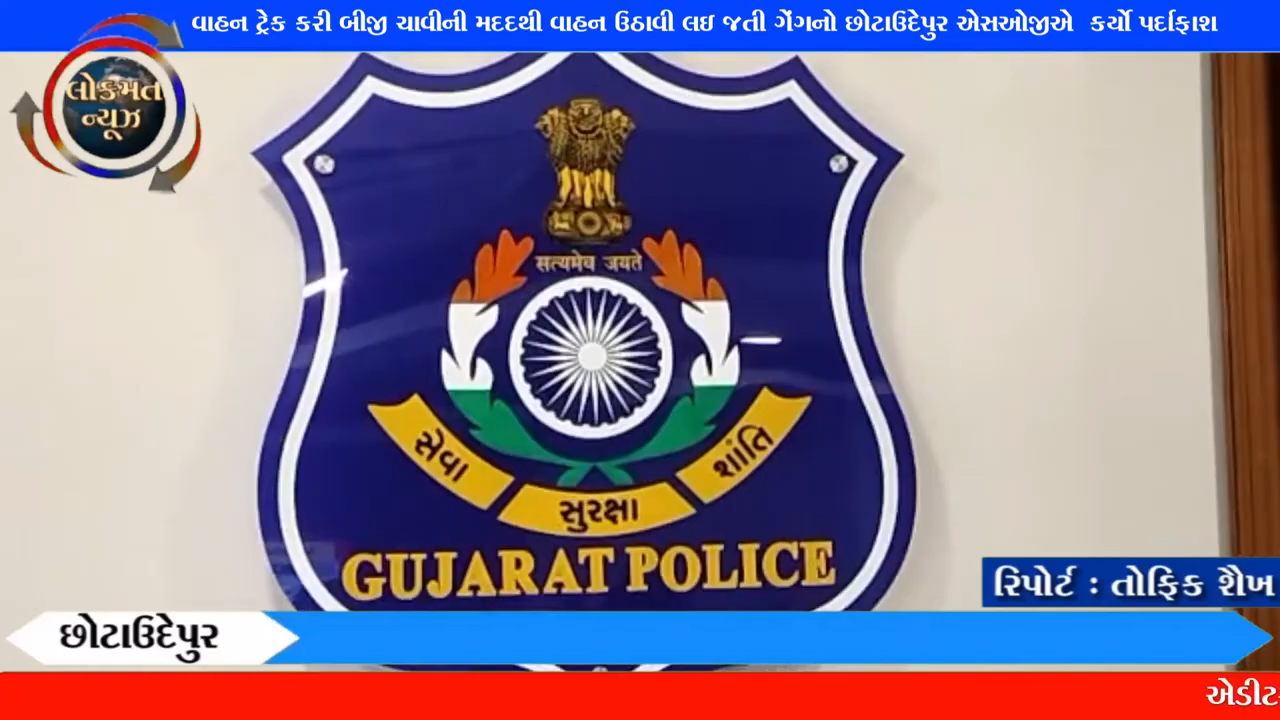 વાહન ટ્રેક કરી બીજી ચાવીની મદદથી વાહન ઉઠાવી લઇ જતી ગેંગનો છોટાઉદેપુર એસઓજીએ કર્યો પર્દાફાશ
લોકમત
ન્યૂઝ
सत्यमेव जयते
સેવા
સુરક્ષા
શાંતિ
GUJARAT POLICE
રિપોર્ટ : તોફિક શૈખ
છોટાઉદેપુર